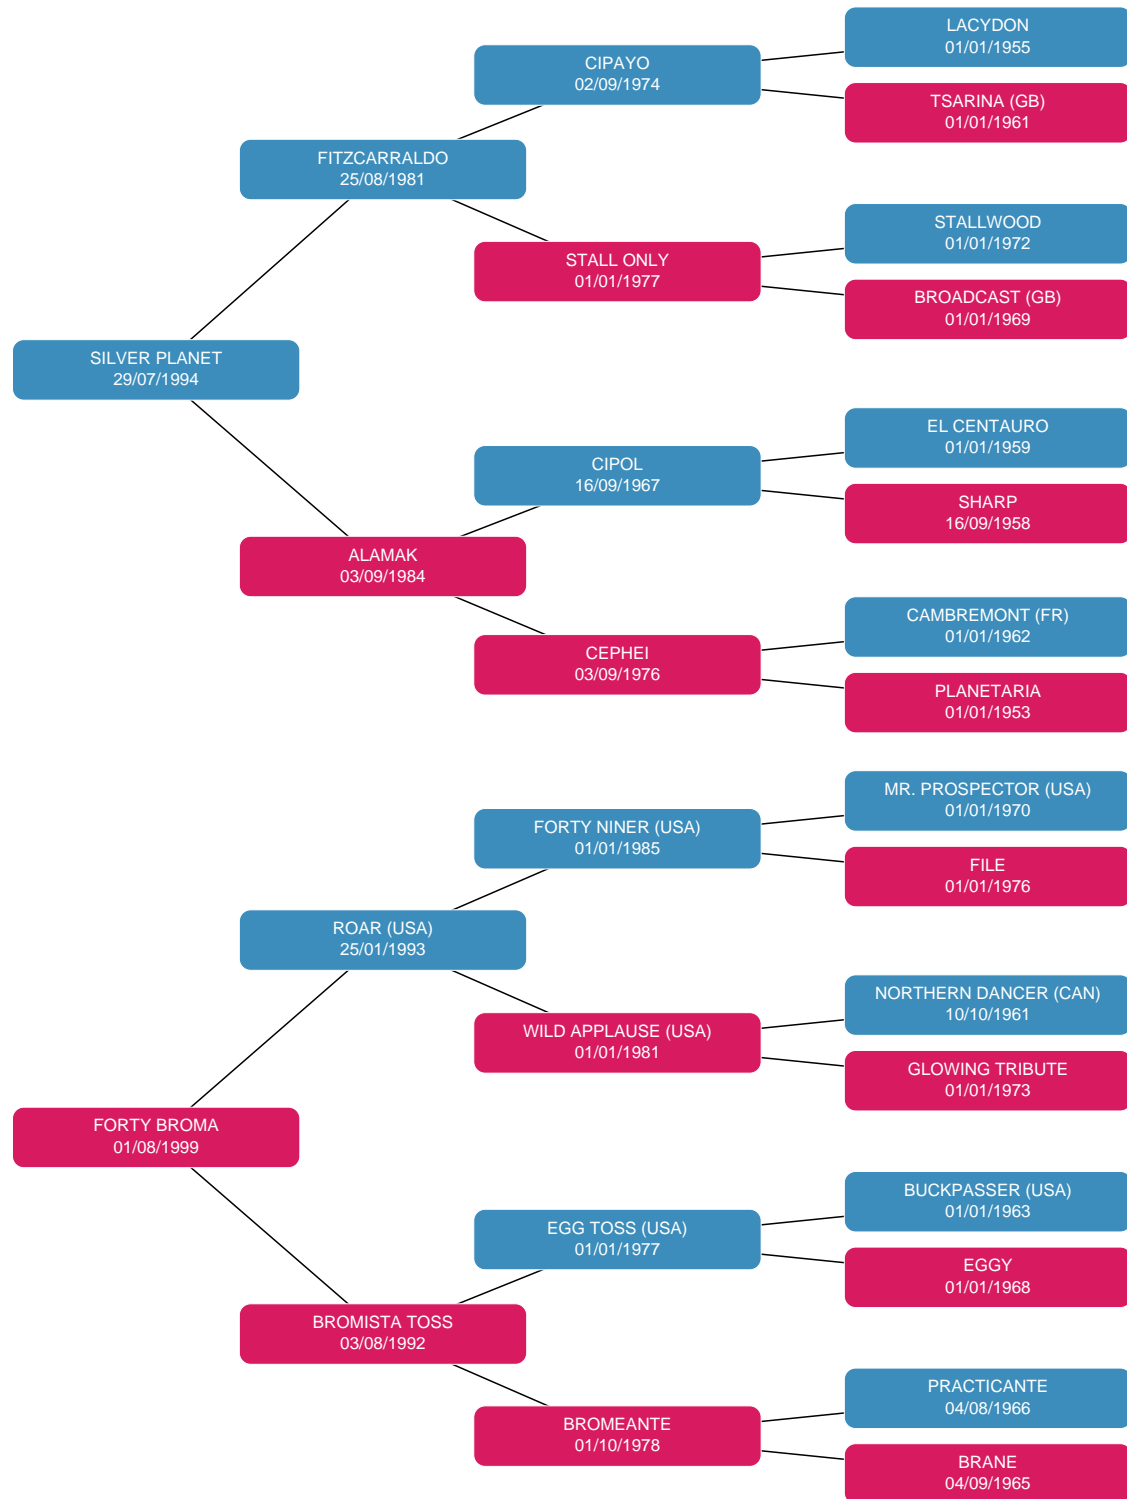 LACYDON
01/01/1955
CIPAYO
02/09/1974
TSARINA (GB)
01/01/1961
FITZCARRALDO
25/08/1981
STALLWOOD
01/01/1972
STALL ONLY
01/01/1977
BROADCAST (GB)
01/01/1969
SILVER PLANET
29/07/1994
EL CENTAURO
01/01/1959
CIPOL
16/09/1967
SHARP
16/09/1958
ALAMAK
03/09/1984
CAMBREMONT (FR)
01/01/1962
CEPHEI
03/09/1976
PLANETARIA
01/01/1953
MR. PROSPECTOR (USA)
01/01/1970
FORTY NINER (USA)
01/01/1985
FILE
01/01/1976
ROAR (USA)
25/01/1993
NORTHERN DANCER (CAN)
10/10/1961
WILD APPLAUSE (USA)
01/01/1981
GLOWING TRIBUTE
01/01/1973
FORTY BROMA
01/08/1999
BUCKPASSER (USA)
01/01/1963
EGG TOSS (USA)
01/01/1977
EGGY
01/01/1968
BROMISTA TOSS
03/08/1992
PRACTICANTE
04/08/1966
BROMEANTE
01/10/1978
BRANE
04/09/1965